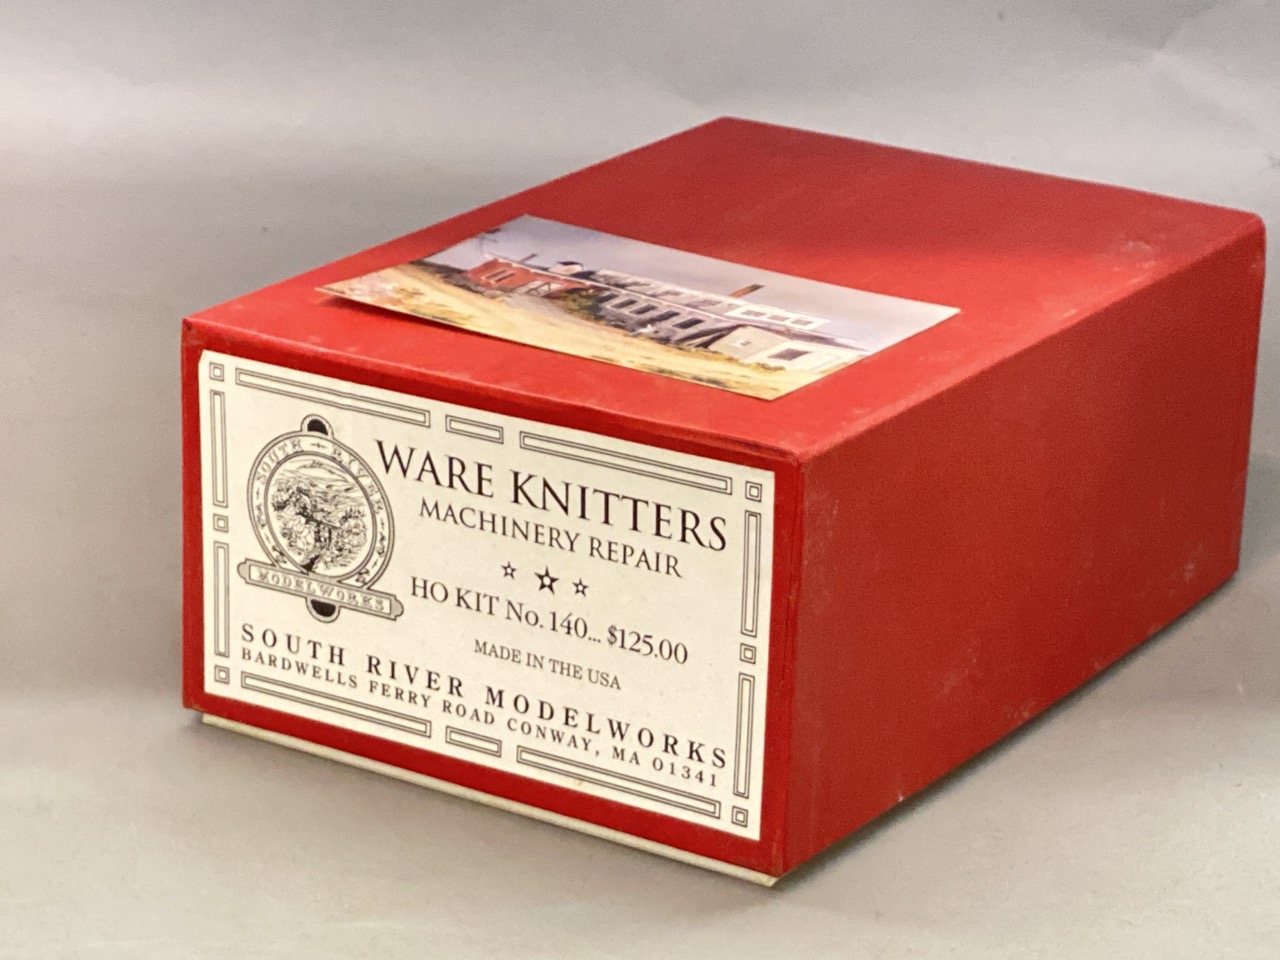 SOUTH RIVER
MODELWORKS
WARE KNITTERS
MACHINERY REPAIR
HO KIT No. 140... $125.00
MADE IN THE USA
SOUTH RIVER MODELWORKS
BARDWELLS FERRY ROAD CONWAY, MA 01341